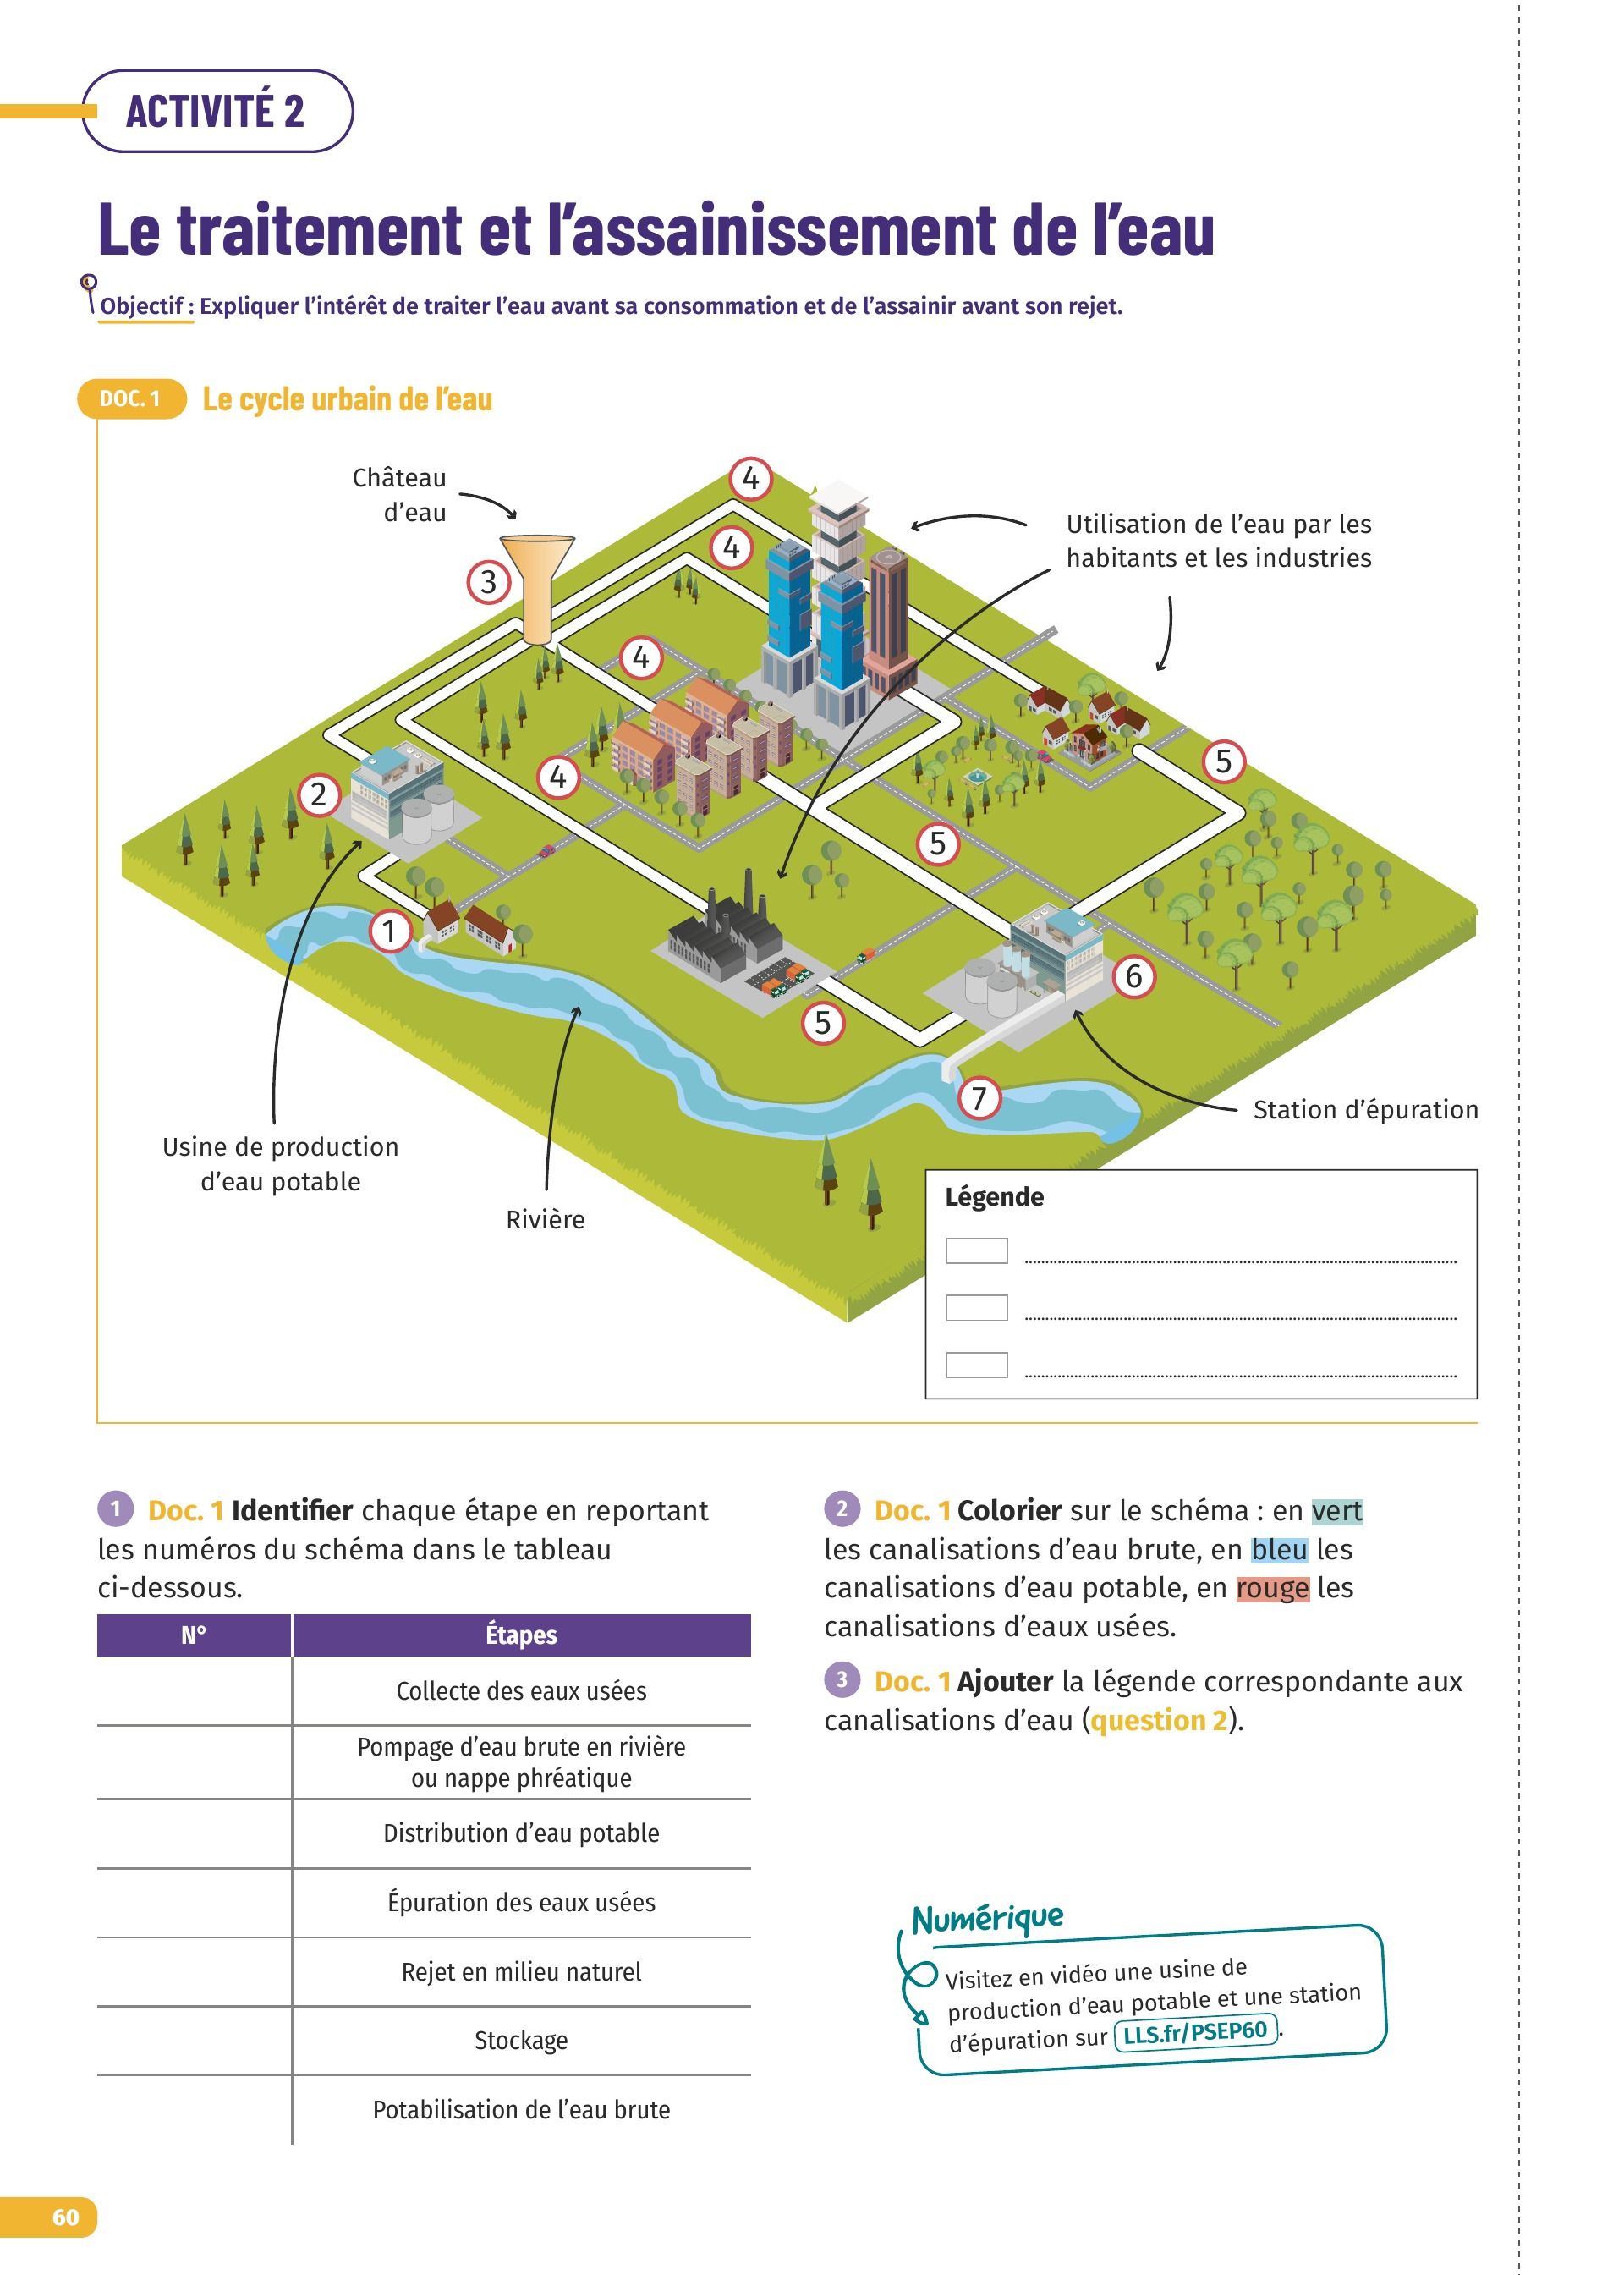 ACTIVITÉ 2
Le traitement et l’assainissement de l’eau
Objectif : Expliquer l’intérêt de traiter l’eau avant sa consommation et de l’assainir avant son rejet.
DOC. 1 Le cycle urbain de l’eau
Château
d’eau
4
Utilisation de l’eau par les
habitants et les industries
4
3
4
5
4
2
5
1
6
5
7
Station d’épuration
Usine de production
d’eau potable
Rivière
Légende
1 Doc. 1 Identifier chaque étape en reportant
les numéros du schéma dans le tableau
ci-dessous.
N° Étapes
Collecte des eaux usées
Pompage d’eau brute en rivière
ou nappe phréatique
Distribution d’eau potable
Épuration des eaux usées
Rejet en milieu naturel
Stockage
Potabilisation de l’eau brute
2 Doc. 1 Colorier sur le schéma : en vert
les canalisations d’eau brute, en bleu les
canalisations d’eau potable, en rouge les
canalisations d’eaux usées.
3 Doc. 1 Ajouter la légende correspondante aux
canalisations d’eau (question 2).
Numérique
Visitez en vidéo une usine de
production d’eau potable et une station
d’épuration sur LLS.fr/PSEP60.
60